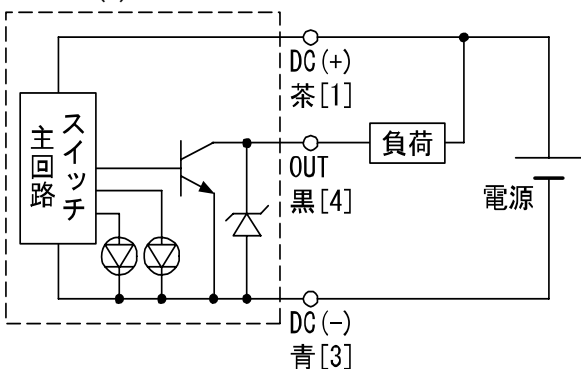 DC(+)
茶[1]
スイッチ
主回路
負荷
OUT
黒[4]
電源
DC(-)
青[3]